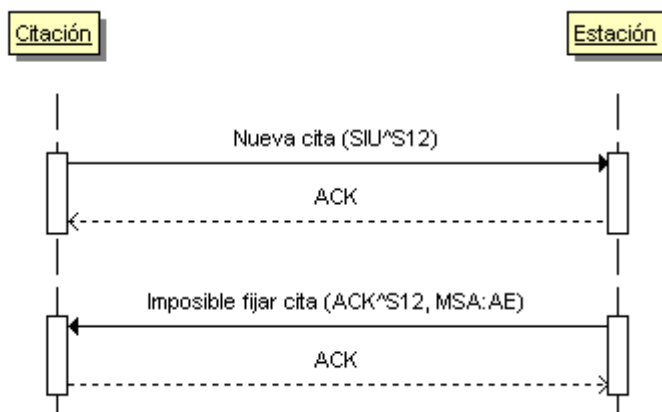 Citación
Estación
Nueva cita (SIU^S12)
ACK
Imposible fijar cita (ACK^S12, MSA:AE)
ACK